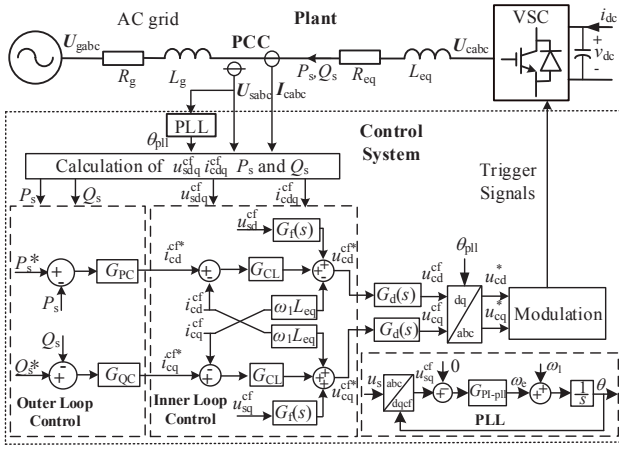 AC grid
Plant
VSC
i_dc
U_gabc
PCC
U_cabc
+
v_dc
-
P_s,Q_s
R_g
L_g
R_eq
L_eq
U_sabc
I_cabc
PLL
θ_pll
Control System
Calculation of u_sdq^cf i_cdq^cf P_s and Q_s
Trigger Signals
P_s
Q_s
u_sdq^cf
i_cdq^cf
u_sd^cf
G_f(s)
u_cd^cf*
P_s*
+
-
G_PC
i_cd^cf*
-
+
G_CL
+
+
-
P_s
i_cd^cf
ω_1L_eq
i_cq^cf
ω_1L_eq
G_d(s)
u_cd^cf
θ_pll
dq
abc
u_cd^*
Modulation
G_d(s)
u_cq^cf
u_cq^*
Q_s
Q_s*
+
-
G_QC
i_cq^cf*
-
+
G_CL
+
+
+
u_cq^cf*
u_sq^cf
G_f(s)
Outer Loop Control
Inner Loop Control
u_s
abc
dqcf
u_sq^cf
0
-
+
G_PI-pll
ω_e
ω_1
+
+
1/s
θ
PLL